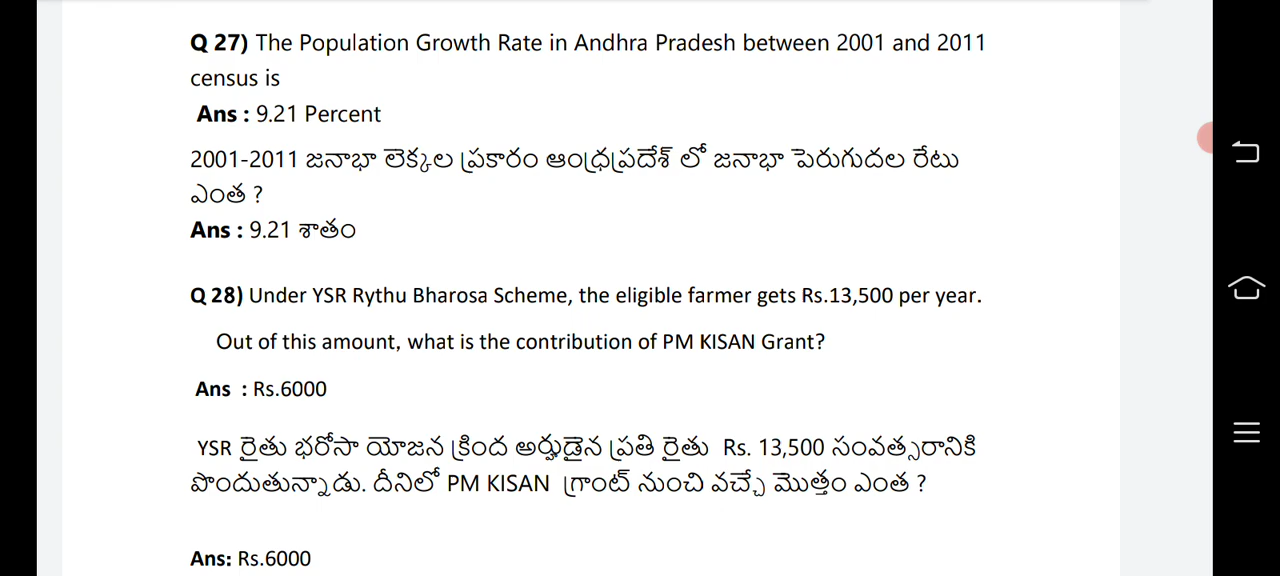 Q 27) The Population Growth Rate in Andhra Pradesh between 2001 and 2011
census is
Ans : 9.21 Percent
2001-2011 జనాభా లెక్కల ప్రకారం ఆంధ్రప్రదేశ్ లో జనాభా పెరుగుదల రేటు
ఎంత ?
Ans : 9.21 శాతం
Q 28) Under YSR Rythu Bharosa Scheme, the eligible farmer gets Rs.13,500 per year.
Out of this amount, what is the contribution of PM KISAN Grant?
Ans : Rs.6000
YSR రైతు భరోసా యోజన క్రింద అర్హుడైన ప్రతి రైతు Rs. 13,500 సంవత్సరానికి
పొందుతున్నాడు. దీనిలో PM KISAN గ్రాంట్ నుంచి వచ్చే మొత్తం ఎంత ?
Ans: Rs.6000